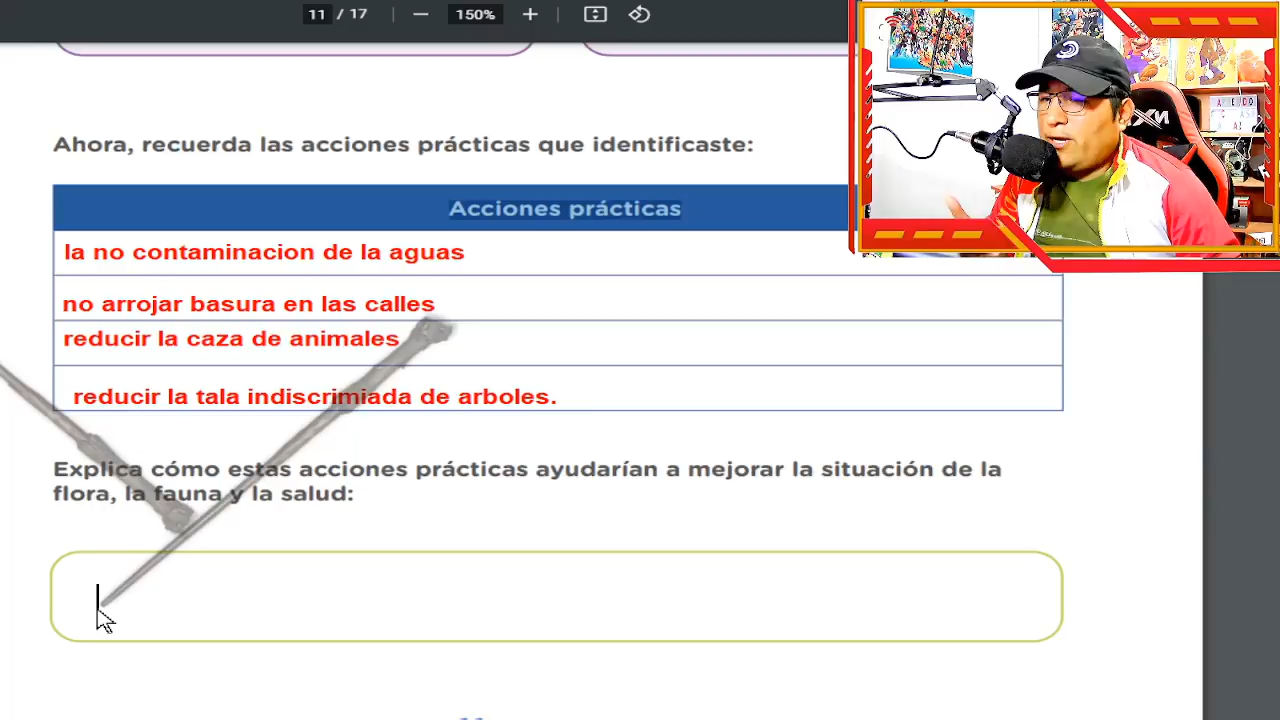 11 / 17
150%
Ahora, recuerda las acciones prácticas que identificaste:
Acciones prácticas
la no contaminacion de la aguas
no arrojar basura en las calles
reducir la caza de animales
reducir la tala indiscrimiada de arboles.
Explica cómo estas acciones prácticas ayudarían a mejorar la situación de la
flora, la fauna y la salud: